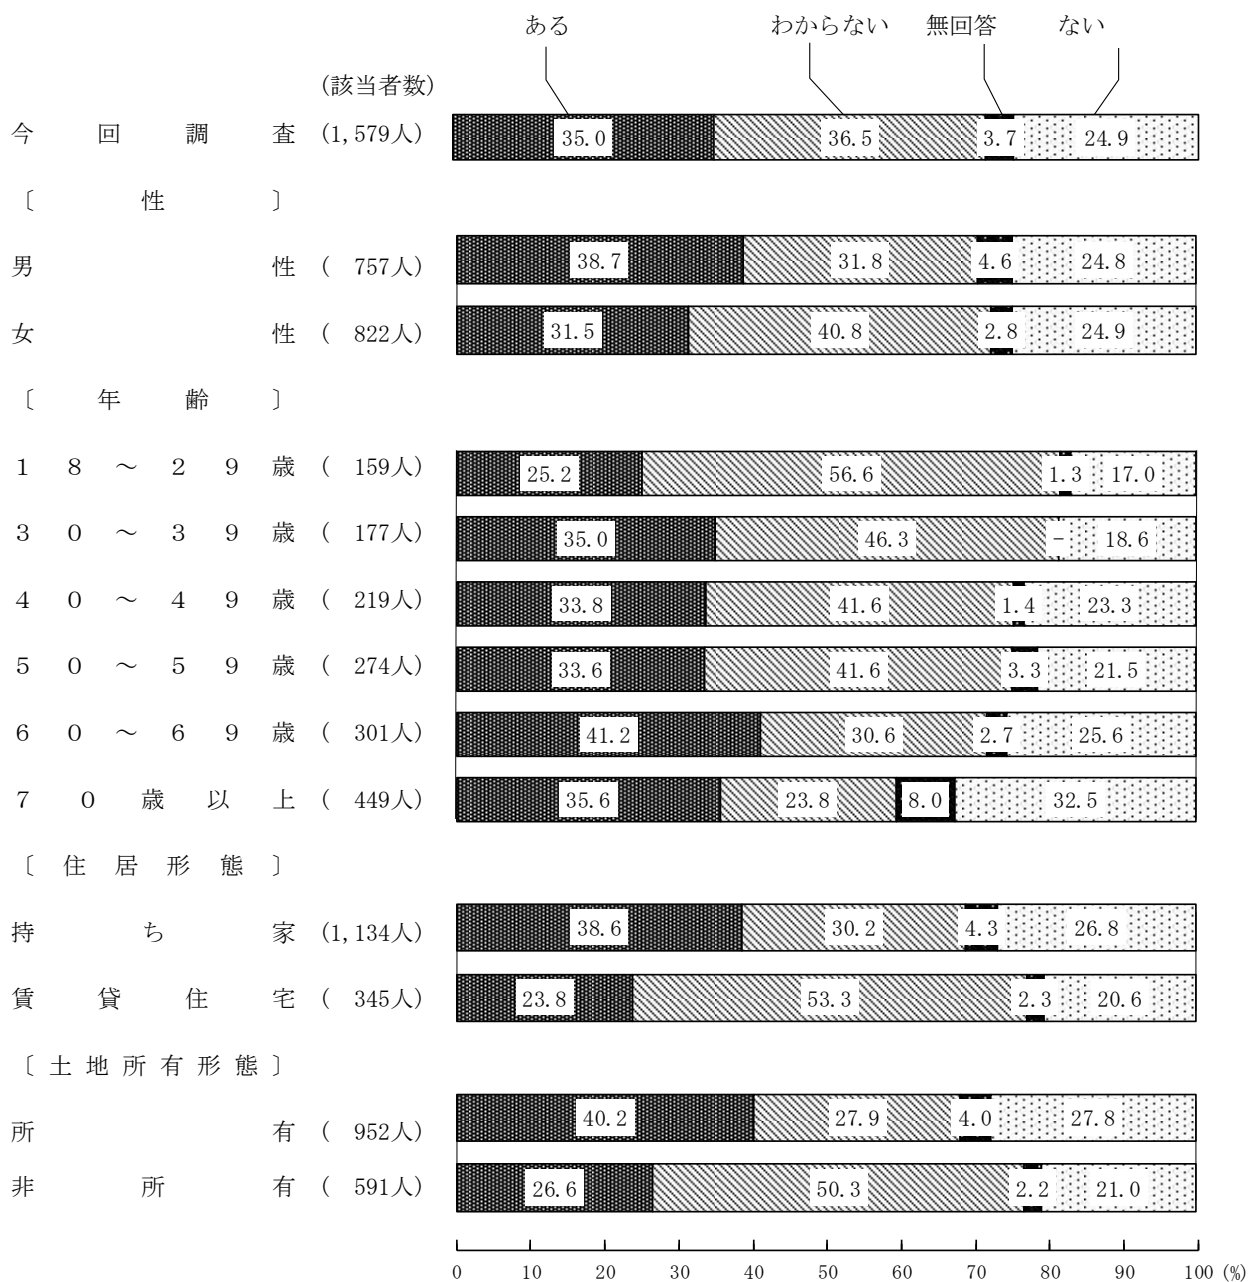 ある わからない 無回答 ない
(該当者数)
今回調査 (1,579人) 35.0 36.5 3.7 24.9
〔 性 〕
男性 ( 757人) 38.7 31.8 4.6 24.8
女性 ( 822人) 31.5 40.8 2.8 24.9
〔 年齢 〕
18～29歳 ( 159人) 25.2 56.6 1.3 17.0
30～39歳 ( 177人) 35.0 46.3 - 18.6
40～49歳 ( 219人) 33.8 41.6 1.4 23.3
50～59歳 ( 274人) 33.6 41.6 3.3 21.5
60～69歳 ( 301人) 41.2 30.6 2.7 25.6
70歳以上 ( 449人) 35.6 23.8 8.0 32.5
〔 住居形態 〕
持ち家 (1,134人) 38.6 30.2 4.3 26.8
賃貸住宅 ( 345人) 23.8 53.3 2.3 20.6
〔 土地所有形態 〕
所有 ( 952人) 40.2 27.9 4.0 27.8
非所有 ( 591人) 26.6 50.3 2.2 21.0
0 10 20 30 40 50 60 70 80 90 100 (%)